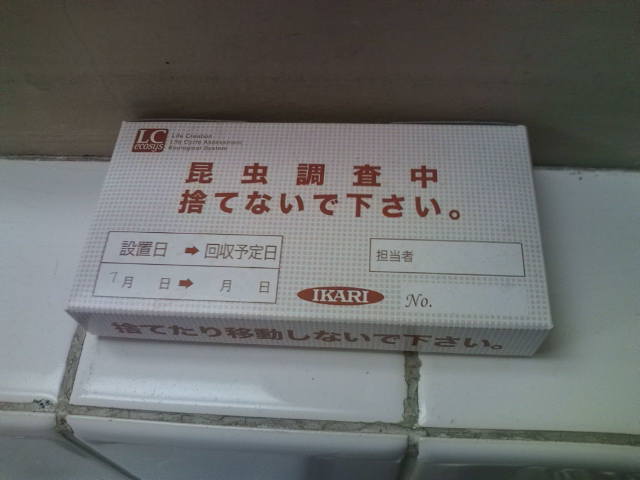 LC
ecosys
Life Creation
Life Cycle Assessment
Ecological System
昆虫調査中
捨てないで下さい。
設置日 ➡ 回収予定日
7月 日 ➡ 月 日
担当者
IKARI
No.
捨てたり移動しないで下さい。